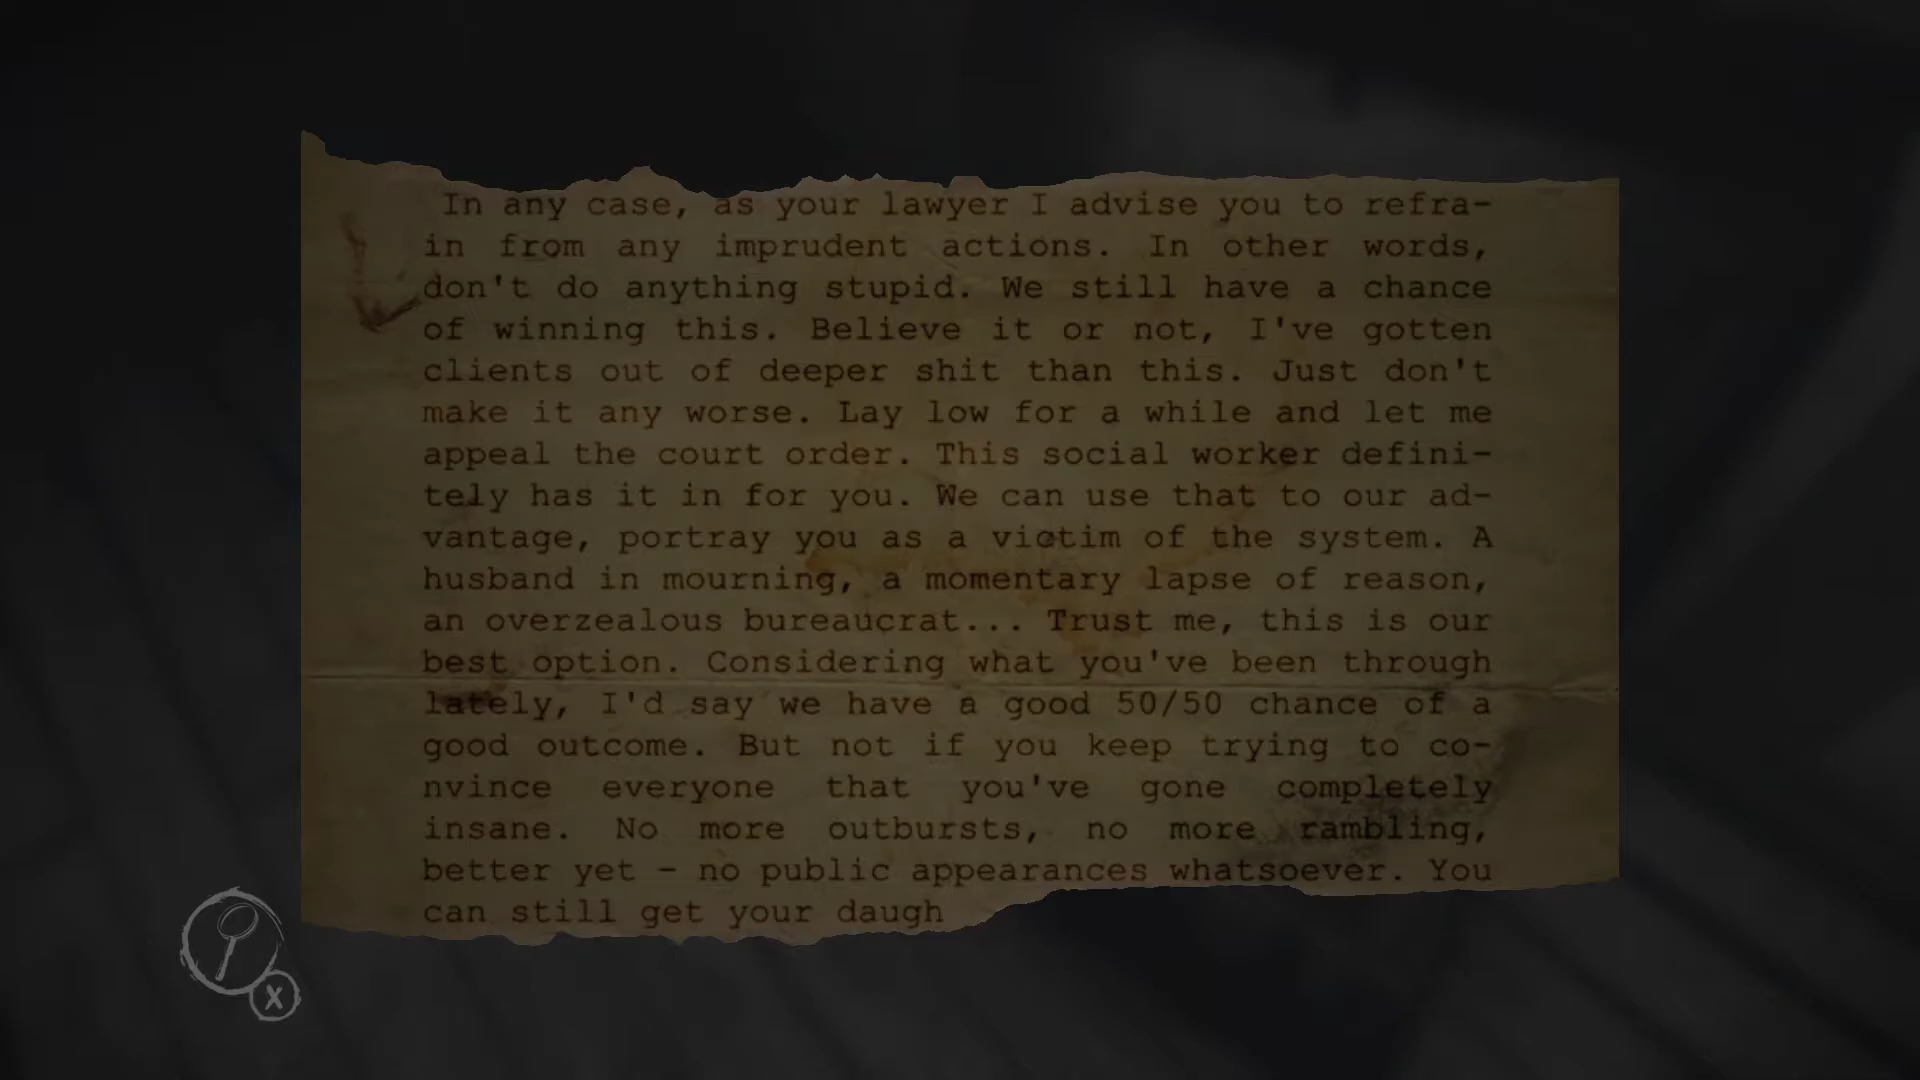 In any case, as your lawyer I advise you to refra-
in from any imprudent actions. In other words,
don't do anything stupid. We still have a chance
of winning this. Believe it or not, I've gotten
clients out of deeper shit than this. Just don't
make it any worse. Lay low for a while and let me
appeal the court order. This social worker defini-
tely has it in for you. We can use that to our ad-
vantage, portray you as a victim of the system. A
husband in mourning, a momentary lapse of reason,
an overzealous bureaucrat... Trust me, this is our
best option. Considering what you've been through
lately, I'd say we have a good 50/50 chance of a
good outcome. But not if you keep trying to co-
nvince everyone that you've gone completely
insane. No more outbursts, no more rambling,
better yet - no public appearances whatsoever. You
can still get your daugh
X